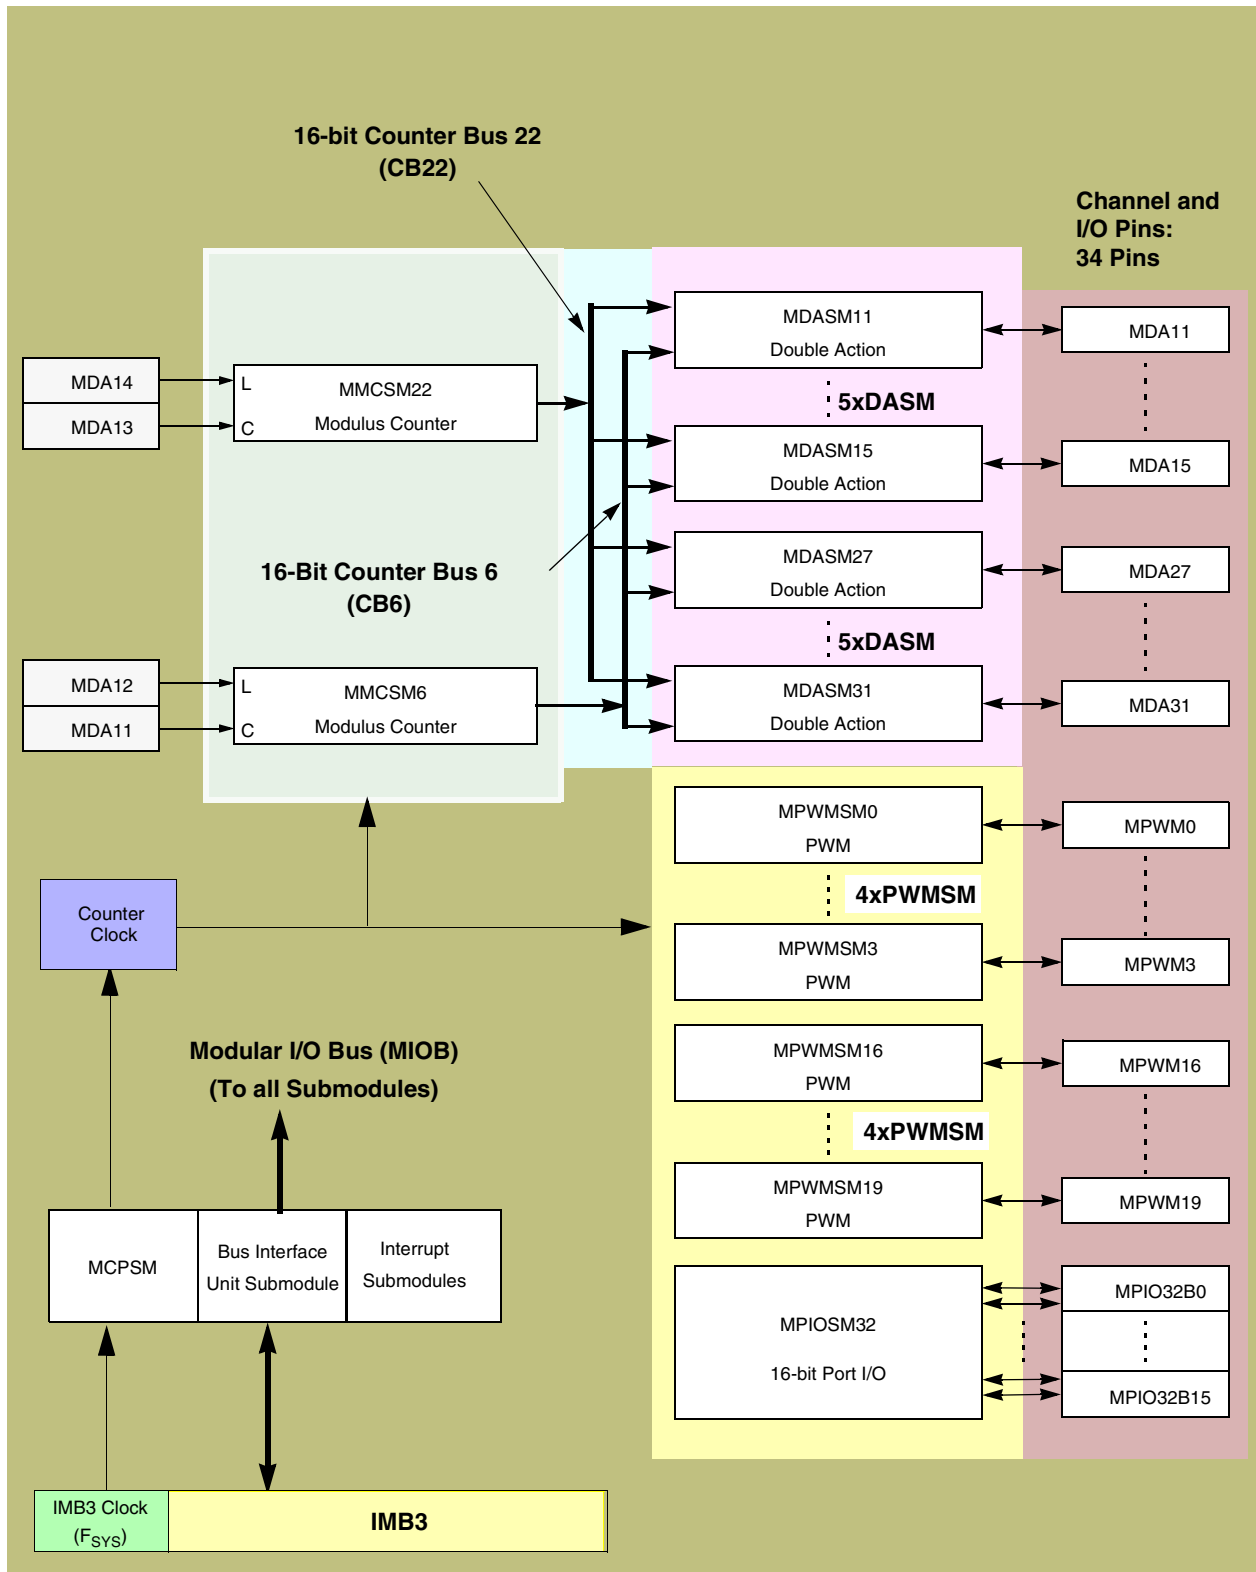 16-bit Counter Bus 22
(CB22)
Channel and
I/O Pins:
34 Pins
MDA14
MDA13
L
C
MMCSM22
Modulus Counter
MDASM11
Double Action
MDA11
5xDASM
MDASM15
Double Action
MDA15
16-Bit Counter Bus 6
(CB6)
MDASM27
Double Action
MDA27
5xDASM
MDA12
MDA11
L
C
MMCSM6
Modulus Counter
MDASM31
Double Action
MDA31
MPWMSM0
PWM
MPWM0
4xPWMSM
Counter
Clock
MPWMSM3
PWM
MPWM3
Modular I/O Bus (MIOB)
(To all Submodules)
MPWMSM16
PWM
MPWM16
4xPWMSM
MPWMSM19
PWM
MPWM19
MCPSM
Bus Interface
Unit Submodule
Interrupt
Submodules
MPIOSM32
16-bit Port I/O
MPIO32B0
MPIO32B15
IMB3 Clock
(FSYS)
IMB3